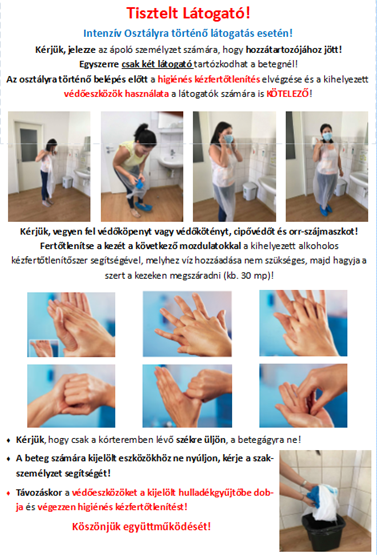 Tisztelt Látogató!
Intenzív Osztályra történő látogatás esetén!
Kérjük, jelezze az ápoló személyzet számára, hogy hozzátartozójához jött!
Egyszerre csak két látogató tartózkodhat a betegnél!
Az osztályra történő belépés előtt a higiénés kézfertőtlenítés elvégzése és a kihelyezett
védőeszközök használata a látogatók számára is KÖTELEZŐ!
Kérjük, vegyen fel védőköpenyt vagy védőkötényt, cipővédőt és orr-szájmaszkot!
Fertőtlenítse a kezét a következő mozdulatokkal a kihelyezett alkoholos
kézfertőtlenítőszer segítségével, melyhez víz hozzáadása nem szükséges, majd hagyja a
szert a kezeken megszáradni (kb. 30 mp)!
♦ Kérjük, hogy csak a kórteremben lévő székre üljön, a betegágyra ne!
♦ A beteg számára kijelölt eszközökhöz ne nyúljon, kérje a szak-
személyzet segítségét!
♦ Távozáskor a védőeszközöket a kijelölt hulladékgyűjtőbe dob-
ja és végezzen higiénés kézfertőtlenítést!
Köszönjük együttműködését!